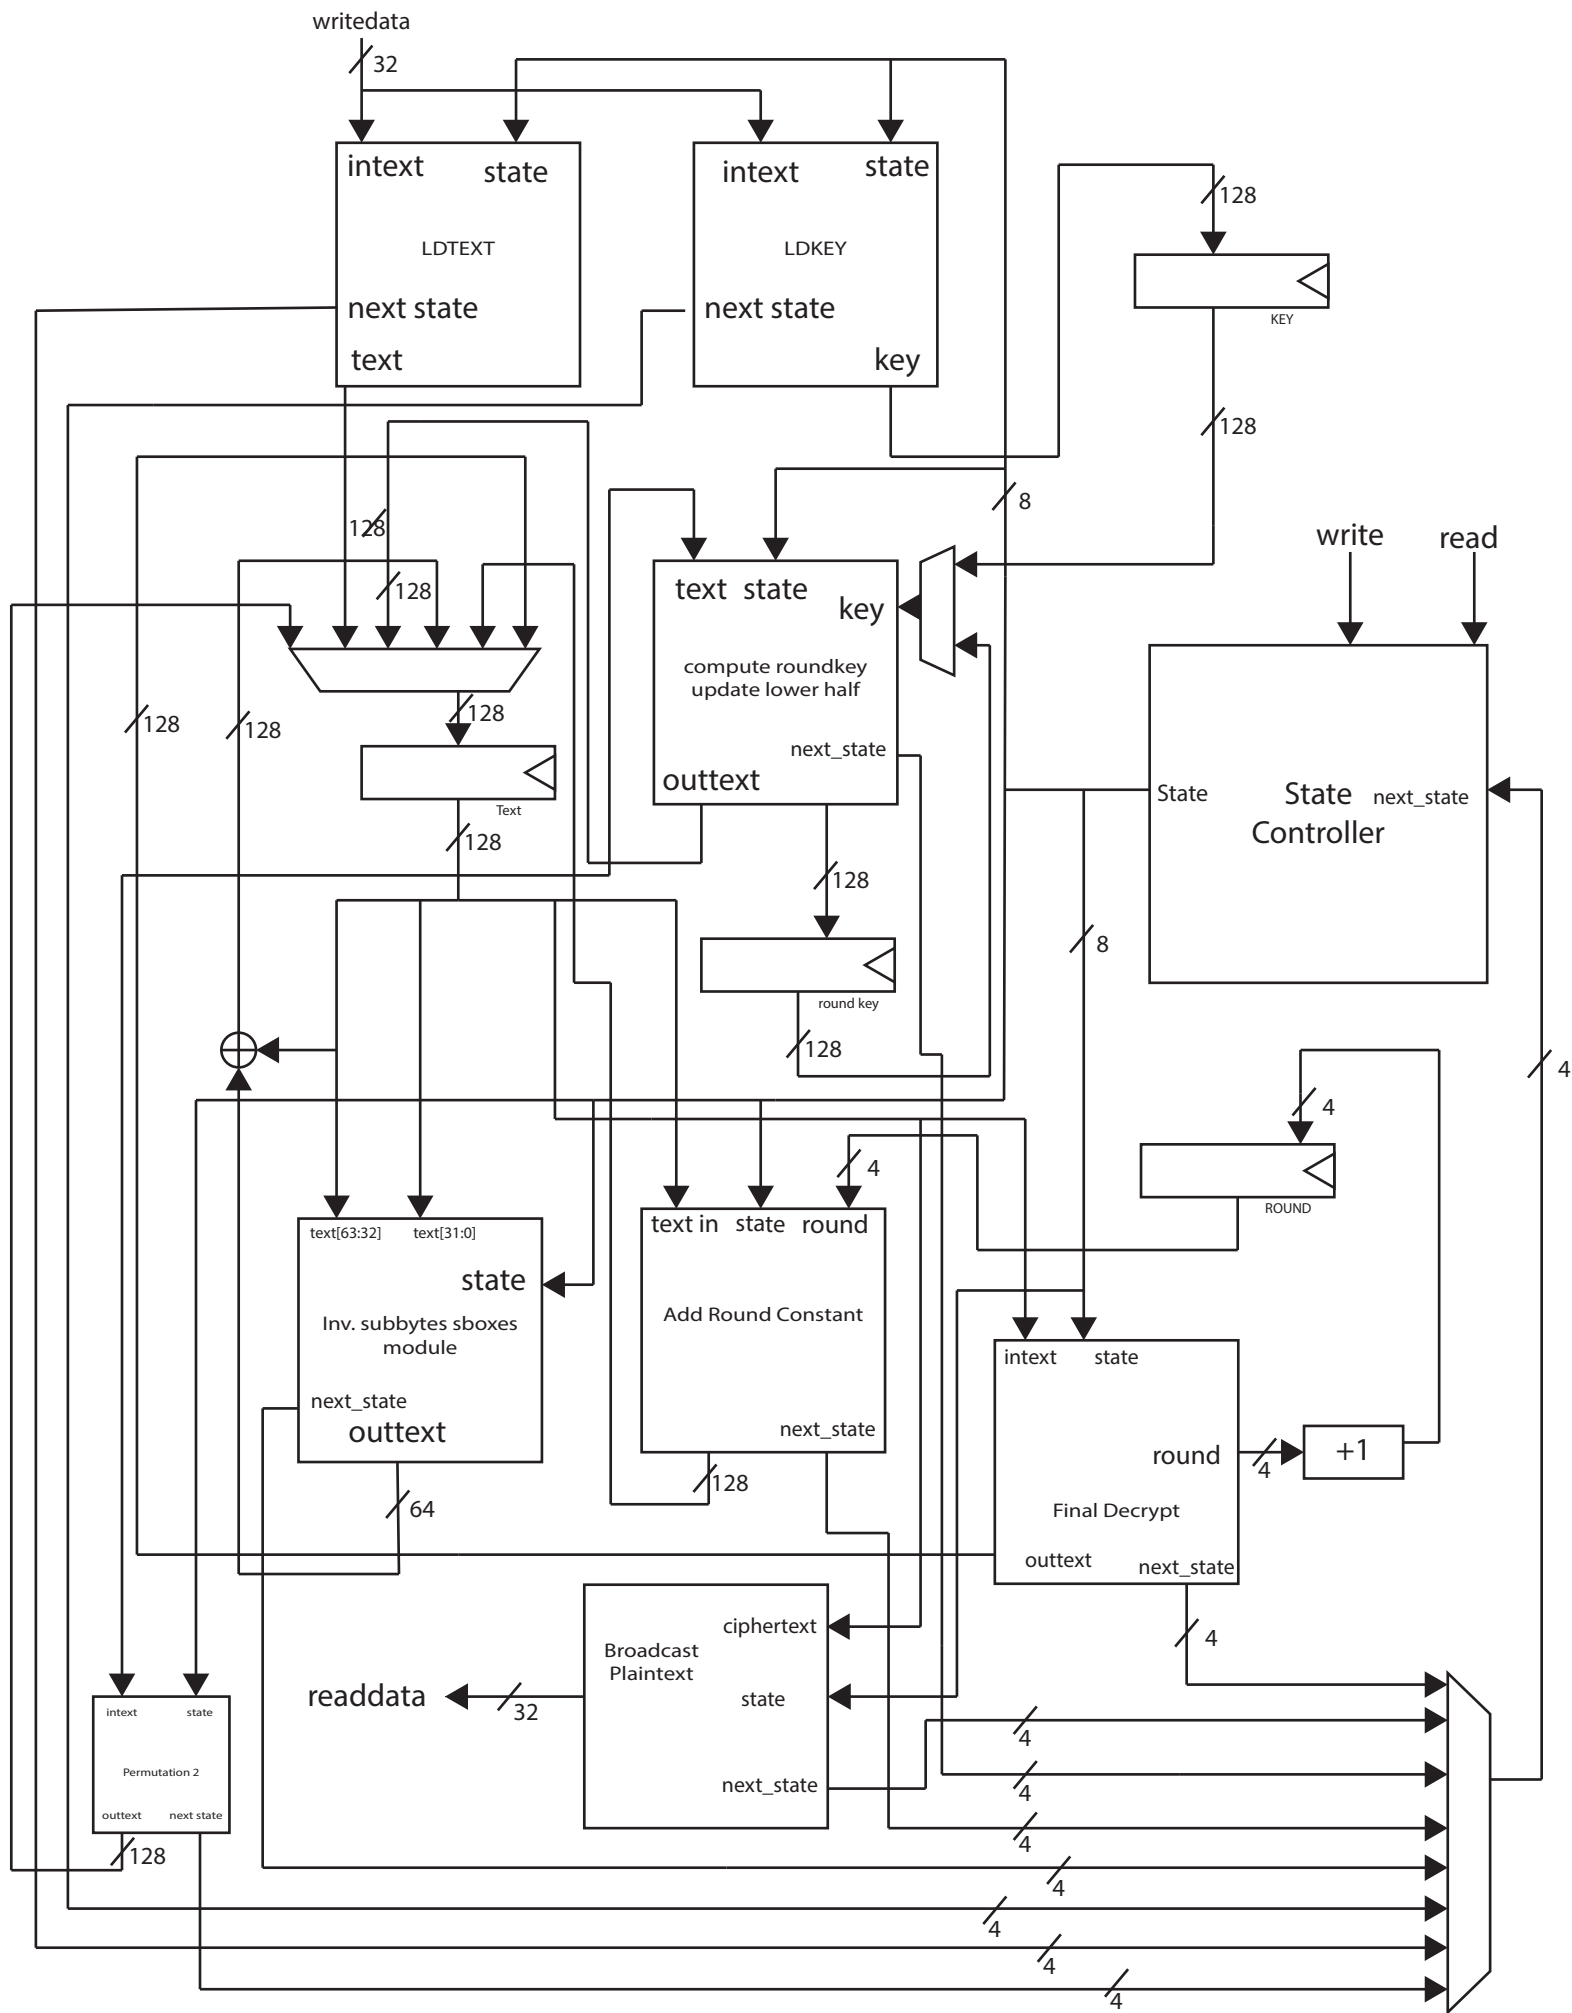 writedata
32
intext
state
LDTEXT
next state
text
intext
state
LDKEY
next state
key
128
KEY
128
8
128
128
128
128
128
Text
128
text state
key
compute roundkey
update lower half
next_state
outtext
128
round key
128
write
read
State
State
Controller
next_state
8
4
4
ROUND
4
text[63:32]
text[31:0]
state
Inv. subbytes sboxes
module
next_state
outtext
64
text in
state
round
Add Round Constant
next_state
128
intext
state
round
Final Decrypt
outtext
next_state
4
+1
4
ciphertext
Broadcast
Plaintext
state
next_state
readdata
32
intext
state
Permutation 2
outtext
next state
128
4
4
4
4
4
4
4